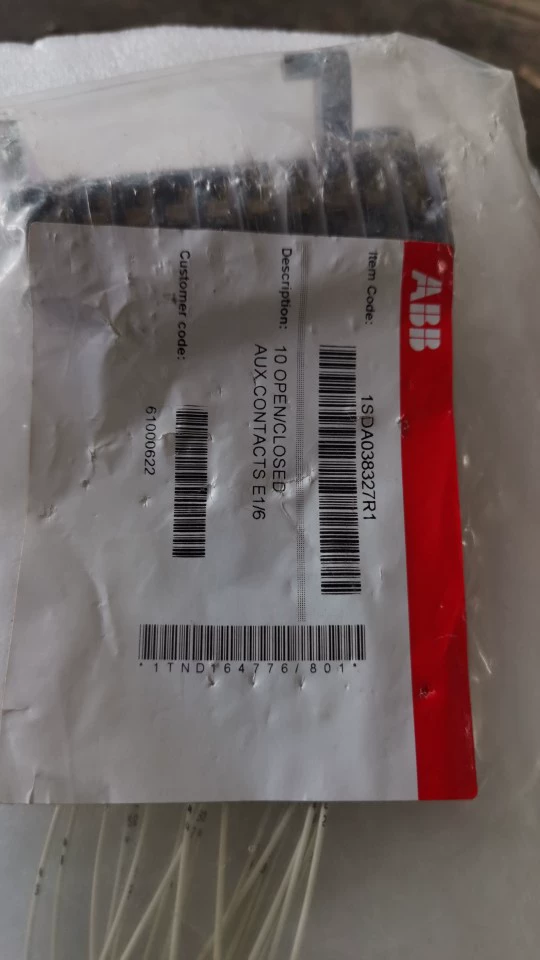 ABB
Item Code:
1SDA038327R1
Description: 10 OPEN/CLOSED
AUX.CONTACTS E1/6
Customer code:
61000622
*1TND164776/801*